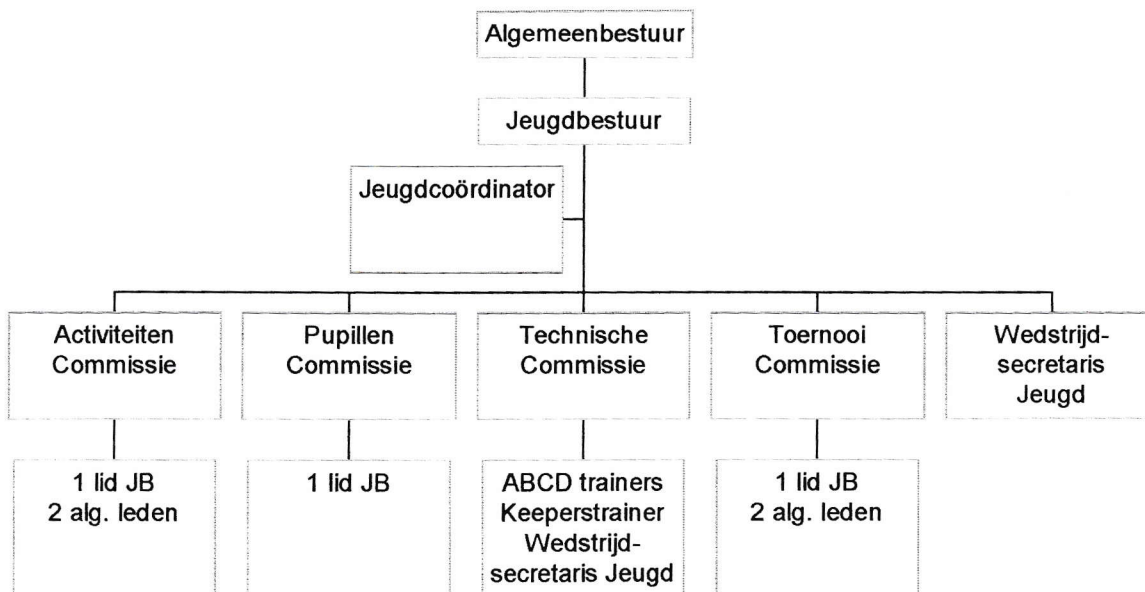 Algemeenbestuur
Jeugdbestuur
Jeugdcoördinator
Activiteiten
Commissie
Pupillen
Commissie
Technische
Commissie
Toernooi
Commissie
Wedstrijd-
secretaris
Jeugd
1 lid JB
2 alg. leden
1 lid JB
ABCD trainers
Keeperstrainer
Wedstrijd-
secretaris Jeugd
1 lid JB
2 alg. leden